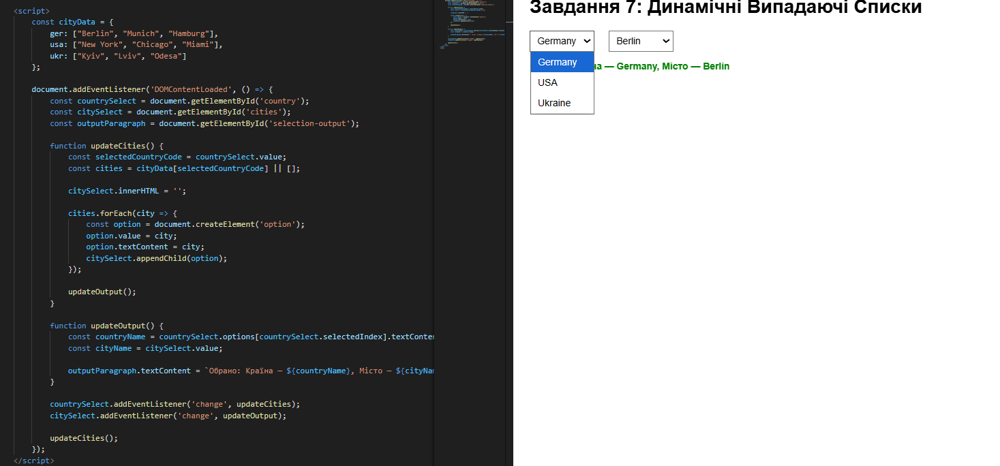 <script>
const cityData = {
ger: ["Berlin", "Munich", "Hamburg"],
usa: ["New York", "Chicago", "Miami"],
ukr: ["Kyiv", "Lviv", "Odesa"]
};
document.addEventListener('DOMContentLoaded', () => {
const countrySelect = document.getElementById('country');
const citySelect = document.getElementById('cities');
const outputParagraph = document.getElementById('selection-output');
function updateCities() {
const selectedCountryCode = countrySelect.value;
const cities = cityData[selectedCountryCode] || [];
citySelect.innerHTML = '';
cities.forEach(city => {
const option = document.createElement('option');
option.value = city;
option.textContent = city;
citySelect.appendChild(option);
});
updateOutput();
}
function updateOutput() {
const countryName = countrySelect.options[countrySelect.selectedIndex].textConte
const cityName = citySelect.value;
outputParagraph.textContent = `Обрано: Країна — ${countryName}, Місто — ${cityNa
}
countrySelect.addEventListener('change', updateCities);
citySelect.addEventListener('change', updateOutput);
updateCities();
});
</script>
Завдання 7: Динамічні Випадаючі Списки
Germany Berlin
на — Germany, Місто — Berlin
Germany
USA
Ukraine